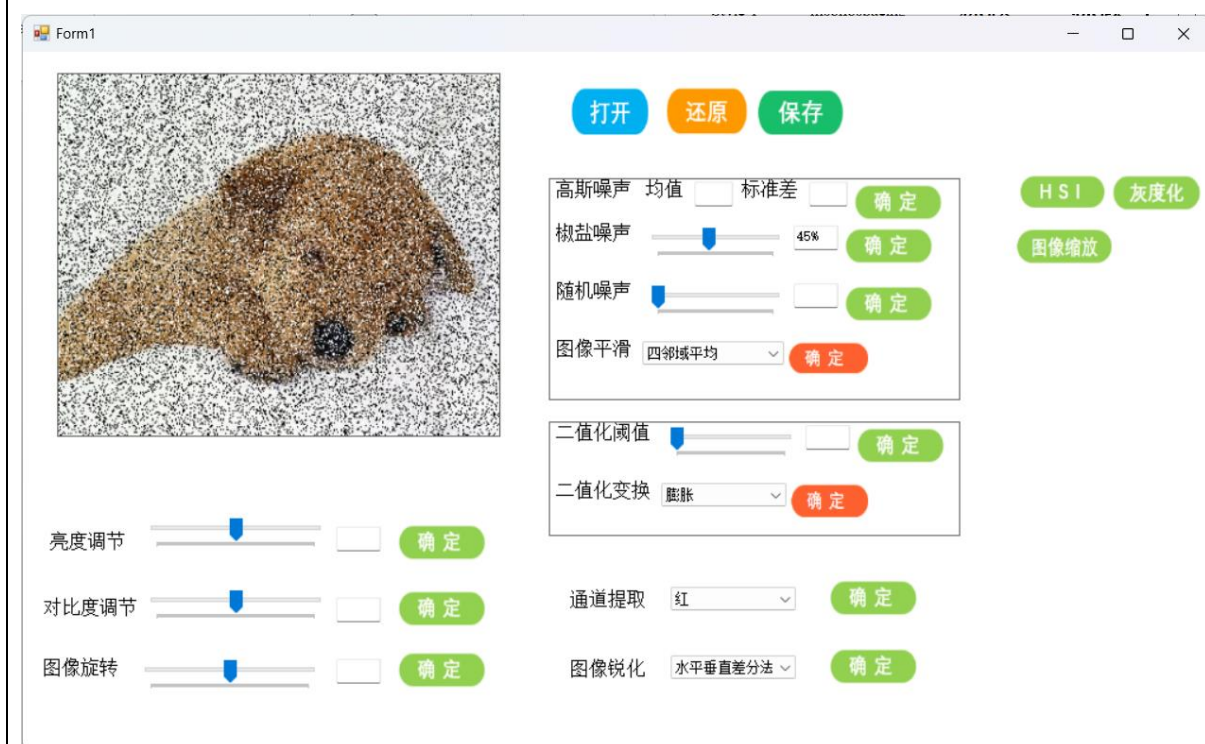 Form1
打开 还原 保存
高斯噪声 均值 标准差 确定
椒盐噪声 45% 确定
随机噪声 确定
图像平滑 四邻域平均 确定
HSI 灰度化
图像缩放
二值化阈值 确定
二值化变换 膨胀 确定
亮度调节 确定
对比度调节 确定
图像旋转 确定
通道提取 红 确定
图像锐化 水平垂直差分法 确定